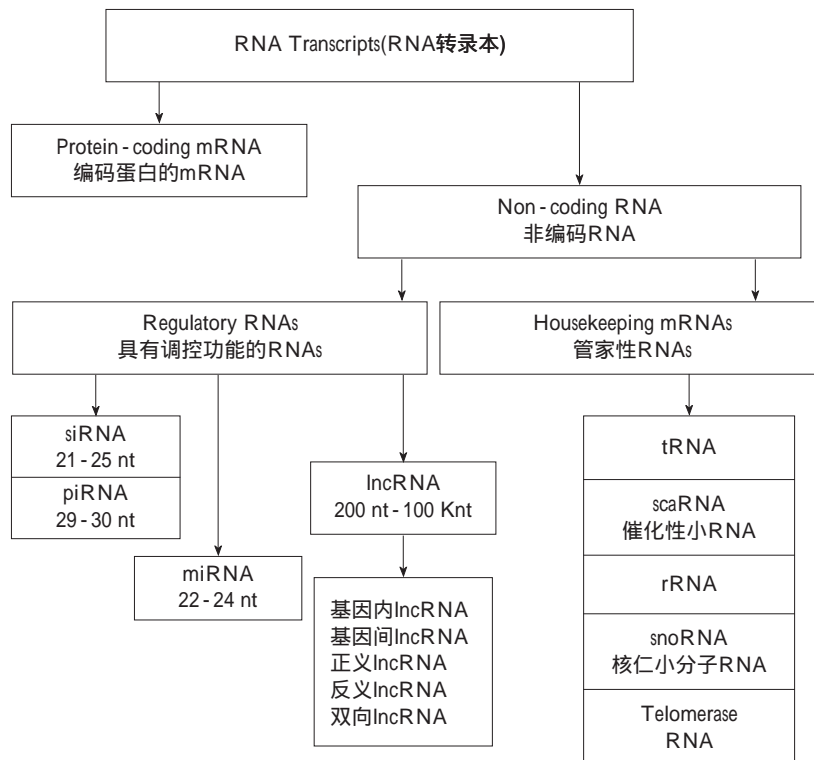 RNA Transcripts(RNA转录本)
Protein-coding mRNA
编码蛋白的mRNA
Non-coding RNA
非编码RNA
Regulatory RNAs
具有调控功能的RNAs
Housekeeping mRNAs
管家性RNAs
siRNA
21-25 nt
piRNA
29-30 nt
miRNA
22-24 nt
lncRNA
200 nt-100 Knt
基因内lncRNA
基因间lncRNA
正义lncRNA
反义lncRNA
双向lncRNA
tRNA
scaRNA
催化性小RNA
rRNA
snoRNA
核仁小分子RNA
Telomerase
RNA